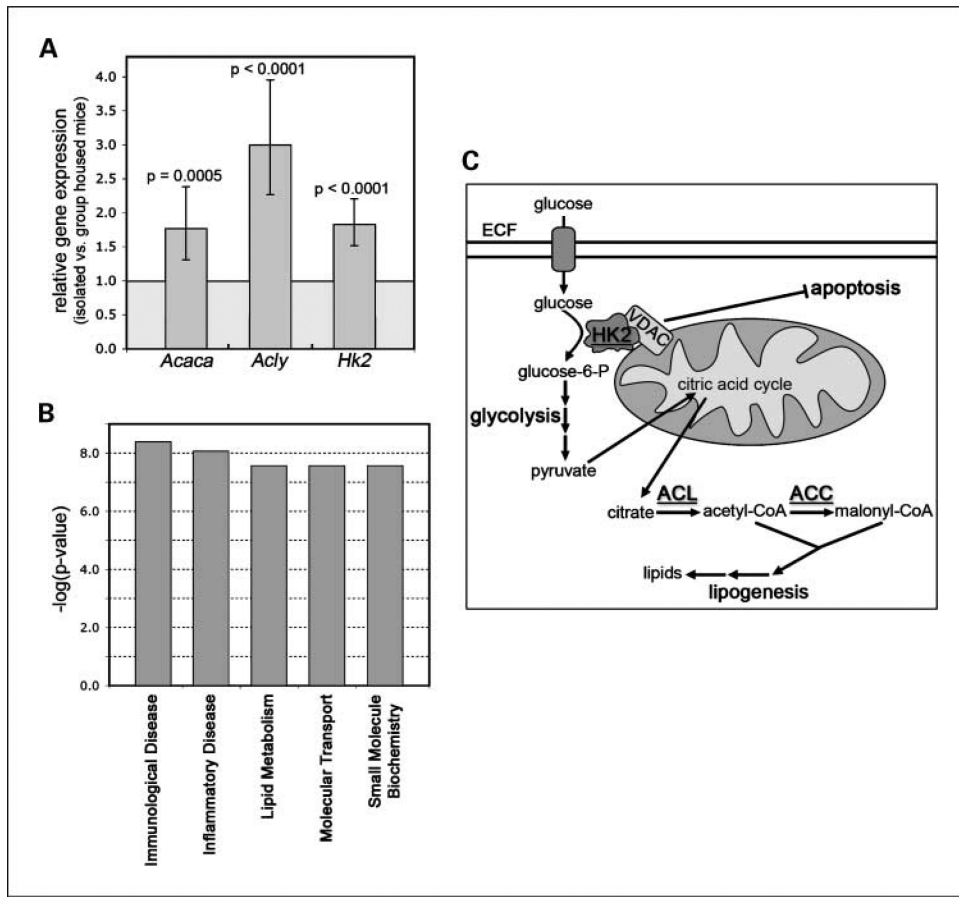 A
relative gene expression
(isolated vs. group housed mice)
4.0
3.5
3.0
2.5
2.0
1.5
1.0
0.5
0.0
p = 0.0005
p < 0.0001
p < 0.0001
Acaca
Acly
Hk2
B
-log(p-value)
8.0
6.0
4.0
2.0
0.0
Immunological Disease
Inflammatory Disease
Lipid Metabolism
Molecular Transport
Small Molecule
Biochemistry
C
glucose
ECF
glucose
HK2
VDAC
apoptosis
glucose-6-P
citric acid cycle
glycolysis
pyruvate
citrate
ACL
acetyl-CoA
ACC
malonyl-CoA
lipids
lipogenesis